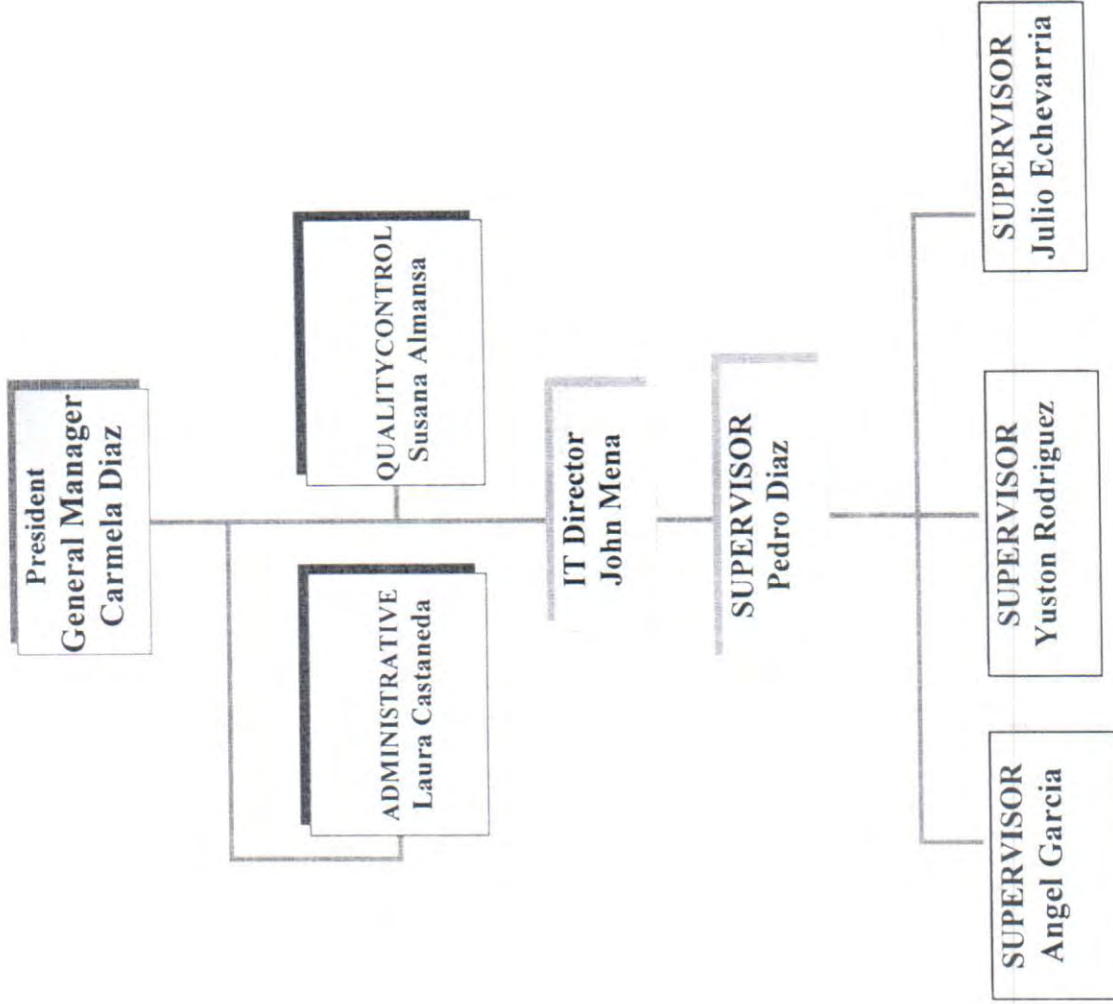 President
General Manager
Carmela Diaz
ADMINISTRATIVE
Laura Castaneda
QUALITYCONTROL
Susana Almansa
IT Director
John Mena
SUPERVISOR
Pedro Diaz
SUPERVISOR
Angel Garcia
SUPERVISOR
Yuston Rodriguez
SUPERVISOR
Julio Echevarria